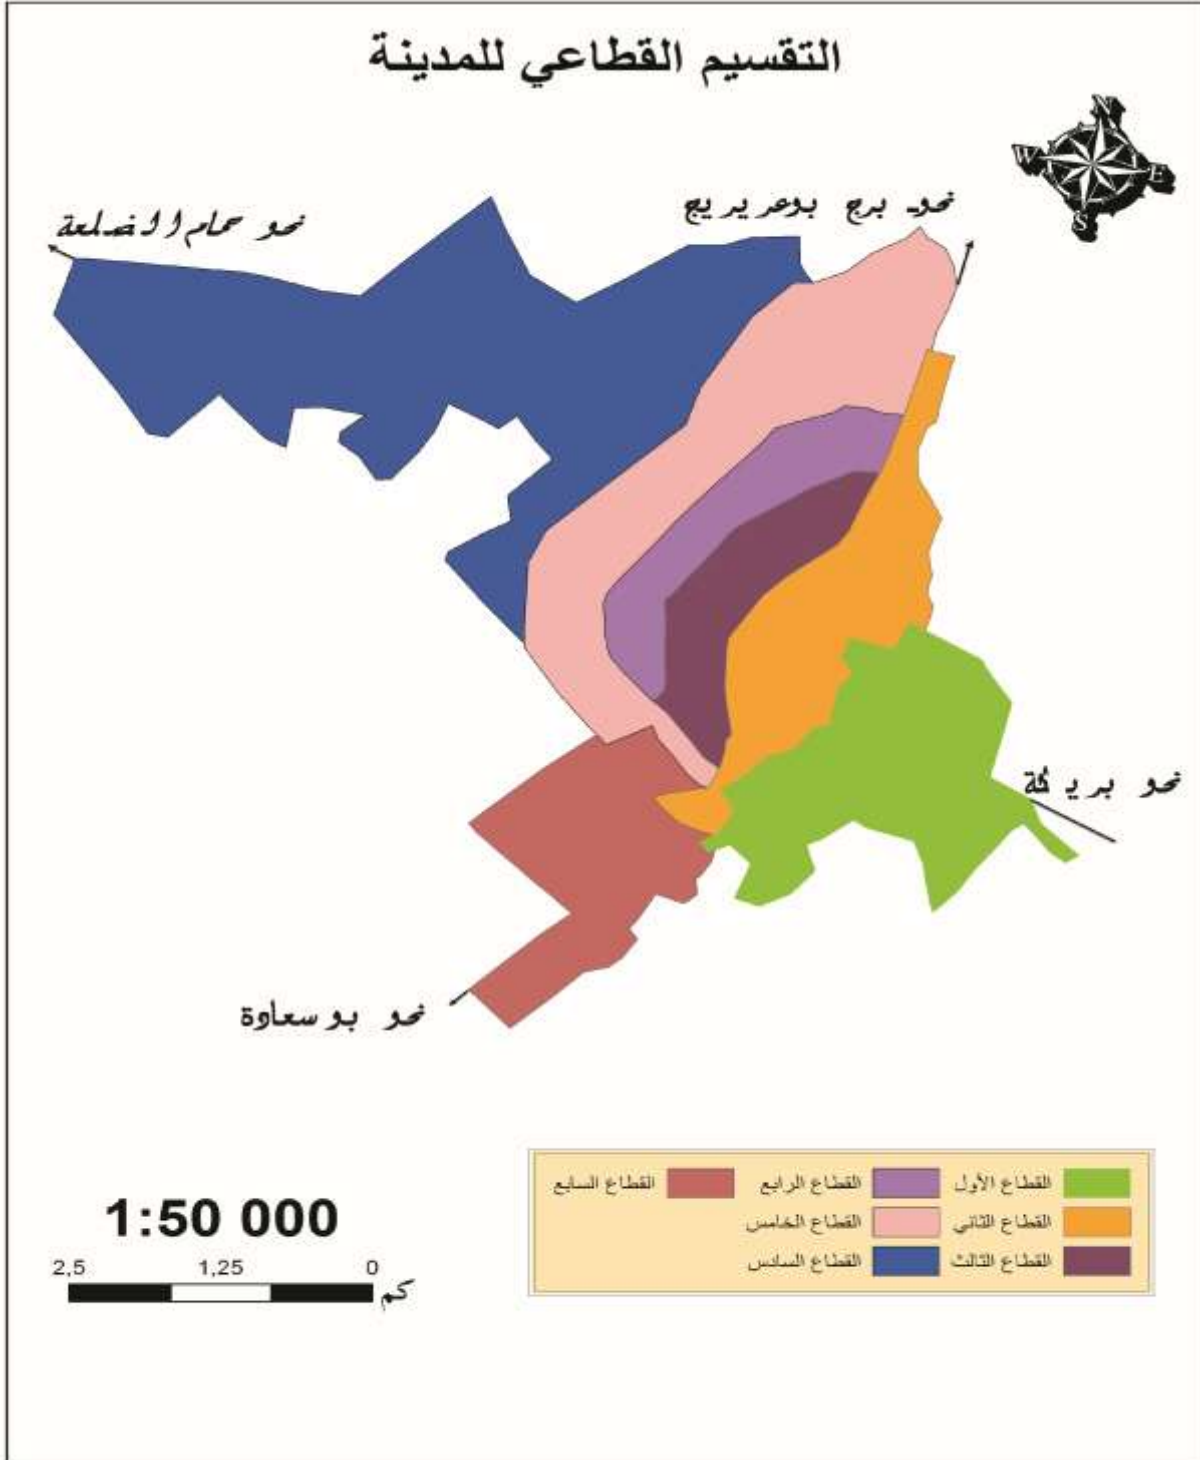 التقسيم القطاعي للمدينة
N
W
E
S
نحو برج بوعريريج
نحو حمام الضلعة
نحو بريكة
نحو بوسعادة
القطاع الأول
القطاع الرابع
القطاع السابع
القطاع الثاني
القطاع الخامس
القطاع الثالث
القطاع السادس
1:50 000
2,5 1,25 0
كم